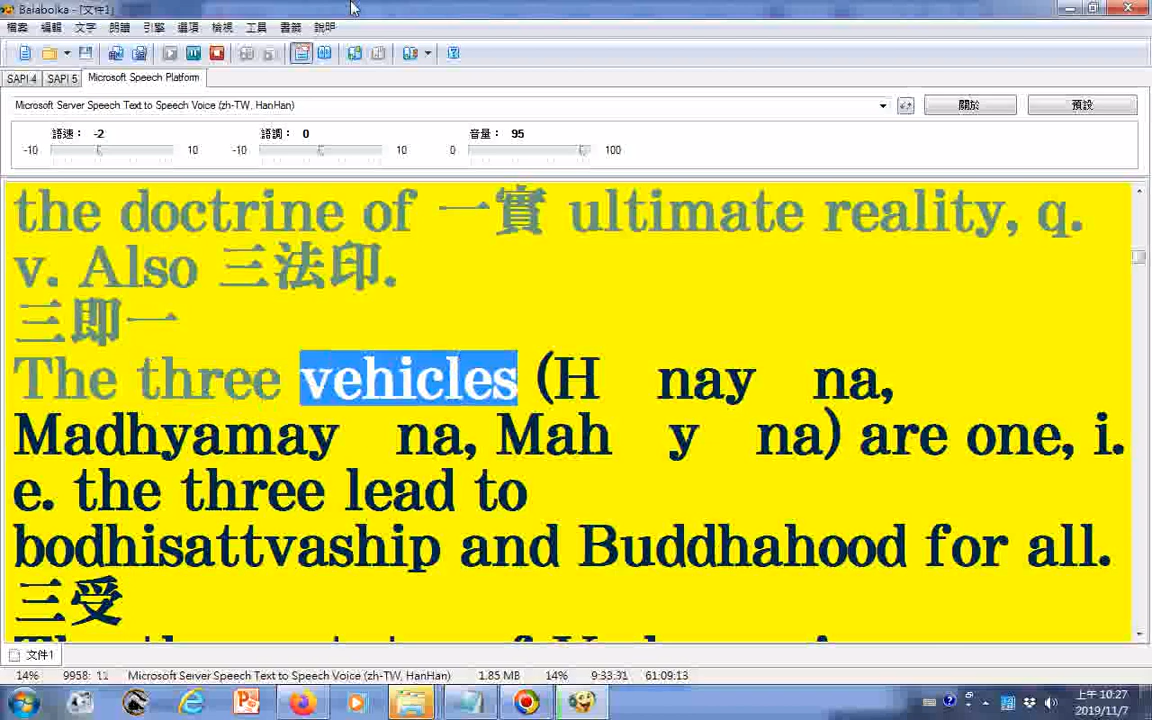 Balabolka - [文件1]
檔案 編輯 文字 朗讀 引擎 選項 檢視 工具 書籤 說明
SAPI 4 SAPI 5 Microsoft Speech Platform
Microsoft Server Speech Text to Speech Voice (zh-TW, HanHan) 關於 預設
語速： -2 語調： 0 音量： 95
-10 10 -10 10 0 100
the doctrine of 一實 ultimate reality, q.
v. Also 三法印.
三即一
The three vehicles (H nay na,
Madhyamay na, Mah y na) are one, i.
e. the three lead to
bodhisattvaship and Buddhahood for all.
三受
文件1
14% 9958: 11 Microsoft Server Speech Text to Speech Voice (zh-TW, HanHan) 1.85 MB 14% 9:33:31 61:09:13
上午 10:27
2019/11/7